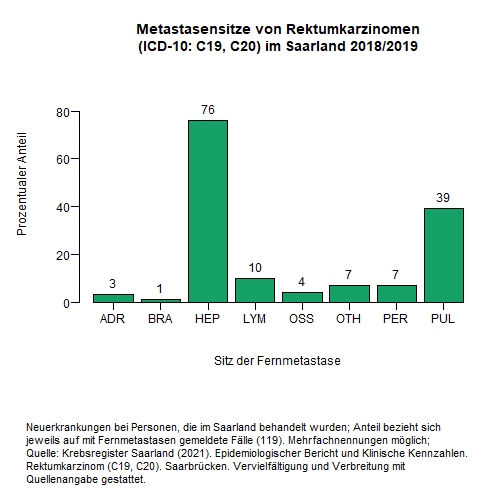 Metastasensitze von Rektumkarzinomen
(ICD-10: C19, C20) im Saarland 2018/2019
Prozentualer Anteil
80
60
40
20
0
3
1
76
10
4
7
7
39
ADR BRA HEP LYM OSS OTH PER PUL
Sitz der Fernmetastase
Neuerkrankungen bei Personen, die im Saarland behandelt wurden; Anteil bezieht sich
jeweils auf mit Fernmetastasen gemeldete Fälle (119). Mehrfachnennungen möglich;
Quelle: Krebsregister Saarland (2021). Epidemiologischer Bericht und Klinische Kennzahlen.
Rektumkarzinom (C19, C20). Saarbrücken. Vervielfältigung und Verbreitung mit
Quellenangabe gestattet.